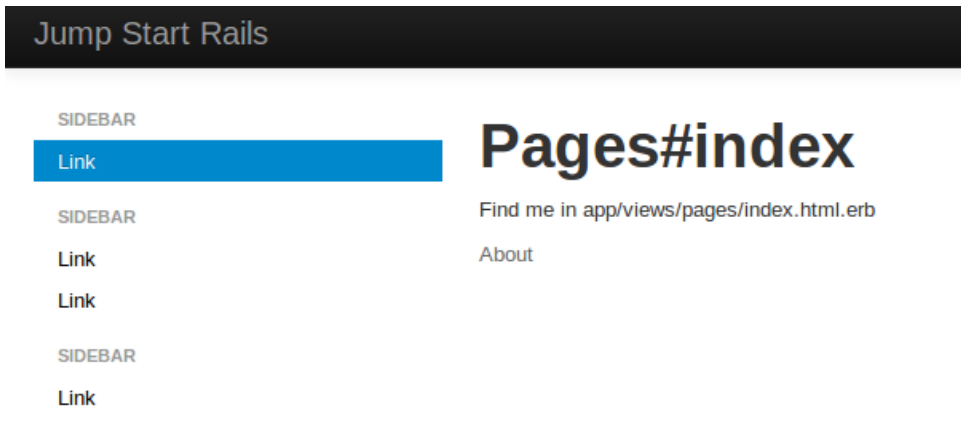 Jump Start Rails
SIDEBAR
Link
SIDEBAR
Link
Link
SIDEBAR
Link
Pages#index
Find me in app/views/pages/index.html.erb
About